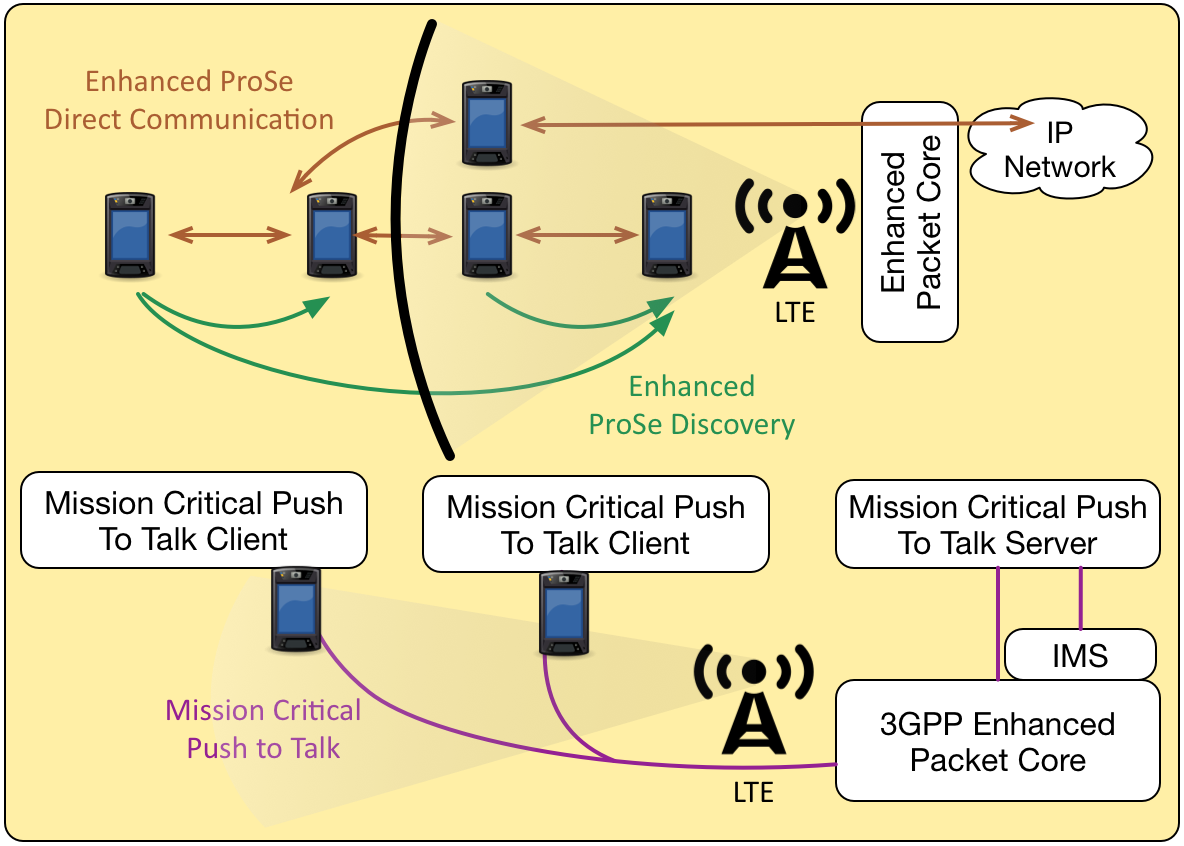 Enhanced ProSe
Direct Communication
IP
Network
Enhanced
Packet Core
LTE
Enhanced
ProSe Discovery
Mission Critical Push
To Talk Client
Mission Critical Push
To Talk Client
Mission Critical Push
To Talk Server
IMS
Mission Critical
Push to Talk
3GPP Enhanced
Packet Core
LTE